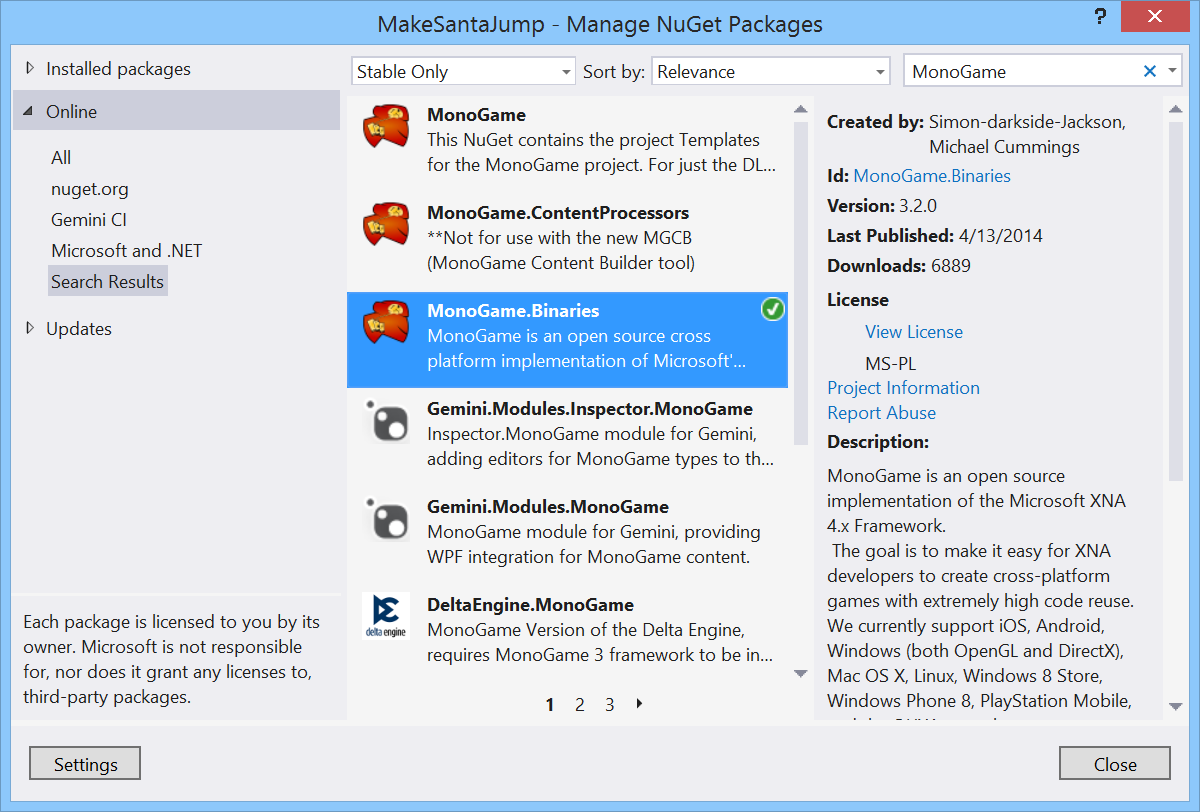 MakeSantaJump - Manage NuGet Packages
?
Installed packages
Online
All
nuget.org
Gemini CI
Microsoft and .NET
Search Results
Updates
Each package is licensed to you by its
owner. Microsoft is not responsible
for, nor does it grant any licenses to,
third-party packages.
Stable Only
Sort by:
Relevance
MonoGame
MonoGame
This NuGet contains the project Templates
for the MonoGame project. For just the DL...
MonoGame.ContentProcessors
**Not for use with the new MGCB
(MonoGame Content Builder tool)
MonoGame.Binaries
MonoGame is an open source cross
platform implementation of Microsoft'...
Gemini.Modules.Inspector.MonoGame
Inspector.MonoGame module for Gemini,
adding editors for MonoGame types to th...
Gemini.Modules.MonoGame
MonoGame module for Gemini, providing
WPF integration for MonoGame content.
delta engine
DeltaEngine.MonoGame
MonoGame Version of the Delta Engine,
requires MonoGame 3 framework to be in...
1 2 3
Created by: Simon-darkside-Jackson,
Michael Cummings
Id: MonoGame.Binaries
Version: 3.2.0
Last Published: 4/13/2014
Downloads: 6889
License
View License
MS-PL
Project Information
Report Abuse
Description:
MonoGame is an open source
implementation of the Microsoft XNA
4.x Framework.
The goal is to make it easy for XNA
developers to create cross-platform
games with extremely high code reuse.
We currently support iOS, Android,
Windows (both OpenGL and DirectX),
Mac OS X, Linux, Windows 8 Store,
Windows Phone 8, PlayStation Mobile,
Settings
Close